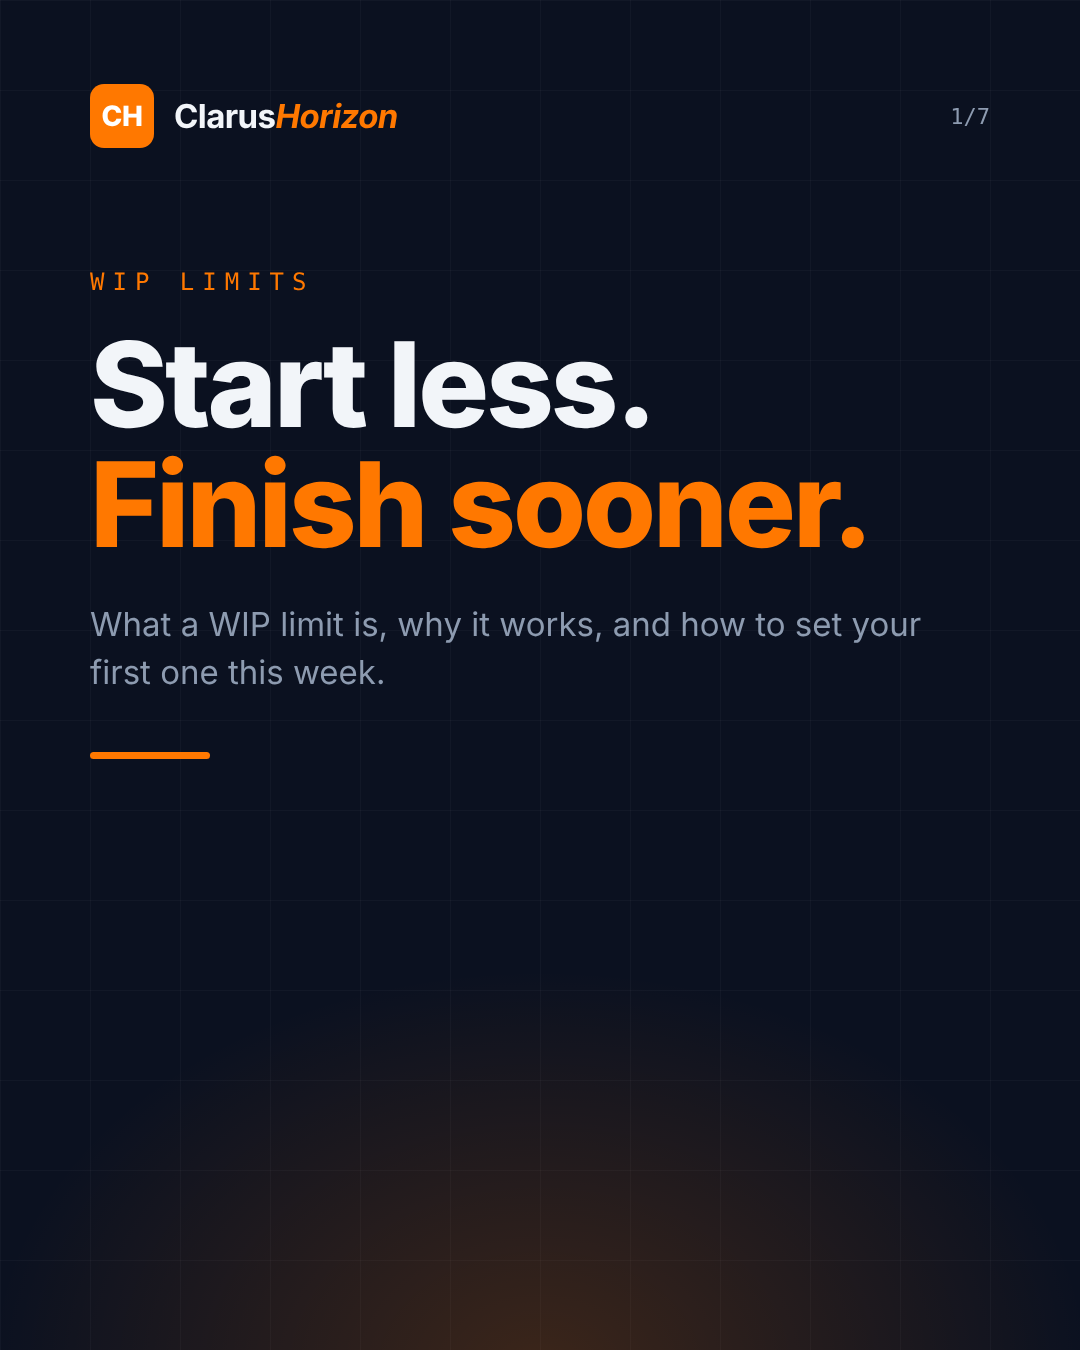 CH ClarusHorizon
1/7
WIP LIMITS
Start less.
Finish sooner.
What a WIP limit is, why it works, and how to set your
first one this week.